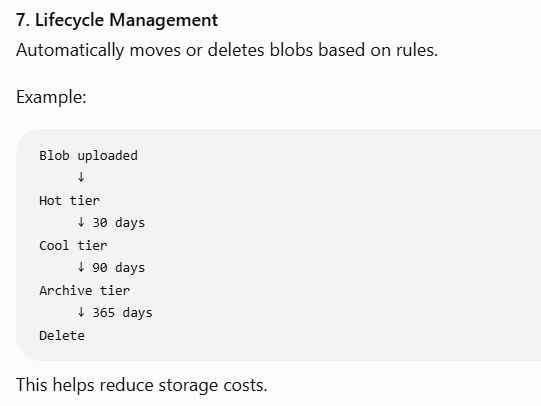 7. Lifecycle Management
Automatically moves or deletes blobs based on rules.
Example:
Blob uploaded
↓
Hot tier
↓ 30 days
Cool tier
↓ 90 days
Archive tier
↓ 365 days
Delete
This helps reduce storage costs.